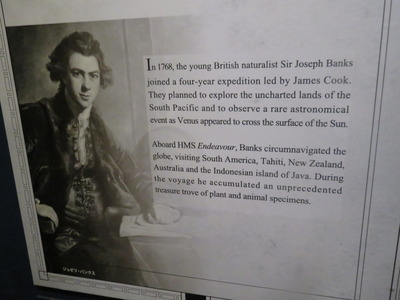 In 1768, the young British naturalist Sir Joseph Banks
joined a four-year expedition led by James Cook.
They planned to explore the uncharted lands of the
South Pacific and to observe a rare astronomical
event as Venus appeared to cross the surface of the Sun.
Aboard HMS Endeavour, Banks circumnavigated the
globe, visiting South America, Tahiti, New Zealand,
Australia and the Indonesian island of Java. During
the voyage he accumulated an unprecedented
treasure trove of plant and animal specimens.
ジョゼフ・バンクス